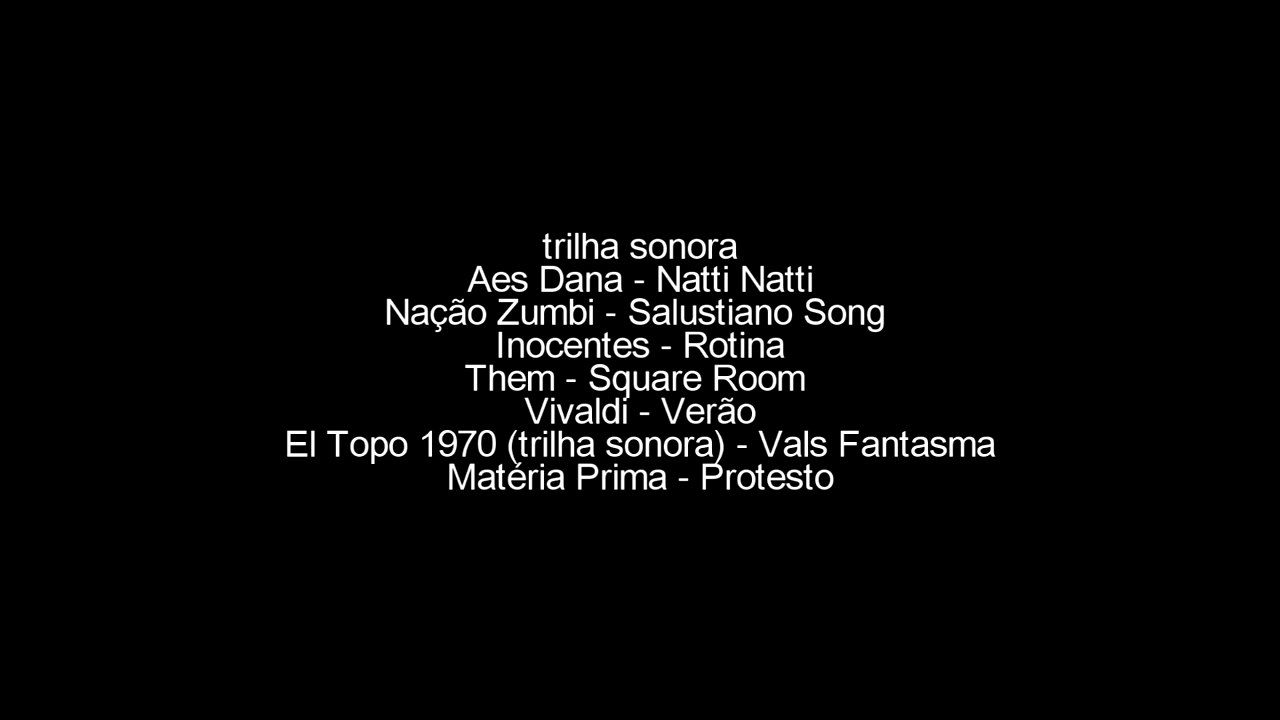 trilha sonora
Aes Dana - Natti Natti
Nação Zumbi - Salustiano Song
Inocentes - Rotina
Them - Square Room
Vivaldi - Verão
El Topo 1970 (trilha sonora) - Vals Fantasma
Matéria Prima - Protesto